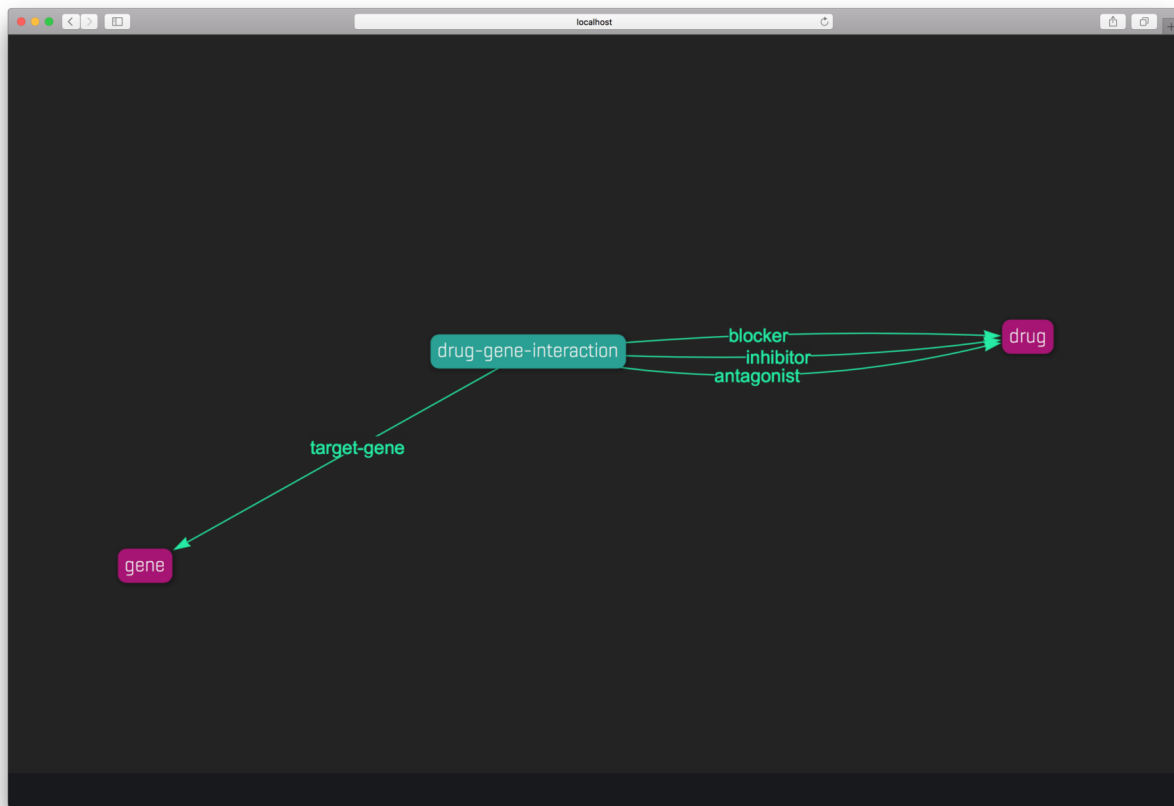 localhost
blocker
drug
drug-gene-interaction
inhibitor
antagonist
target-gene
gene